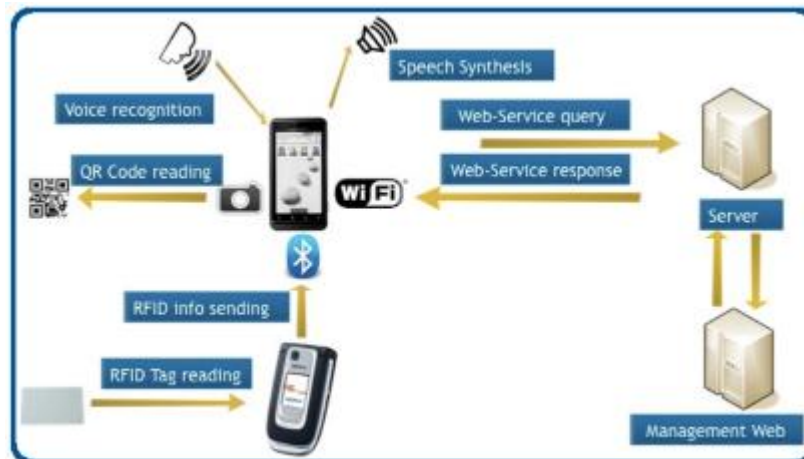 Speech Synthesis
Voice recognition
Web-Service query
QR Code reading
Web-Service response
WiFi
Server
RFID info sending
RFID Tag reading
Management Web